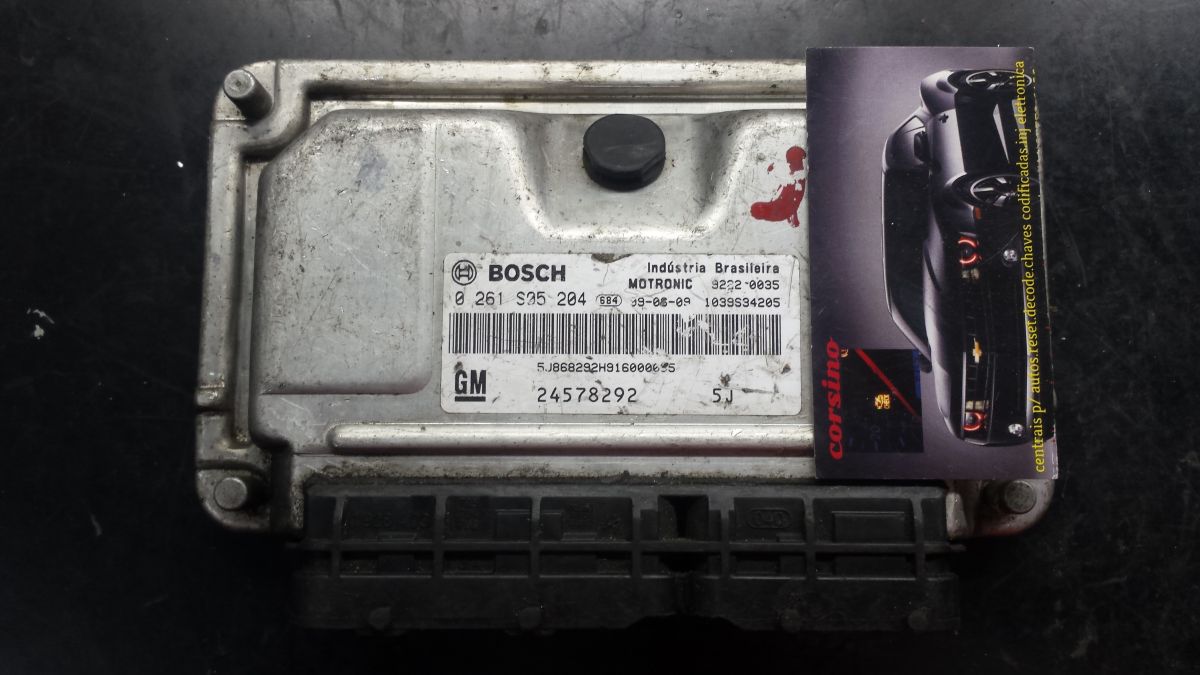 BOSCH
Indústria Brasileira
MOTRONIC 9222 0035
0 261 S05 204 684 09-06-09 1039S34205
5J868292H916000635
GM 24578292 5J
corsino
centrais p/ autos.reset.decode.chaves codificadas.inj eletronica